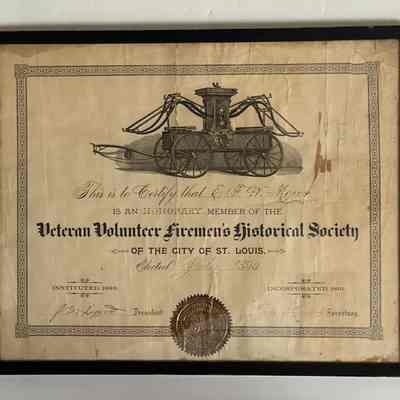 This is to Certify that E. F. W.
IS AN HONORARY MEMBER OF THE
Veteran Volunteer Firemen's Historical Society
OF THE CITY OF ST. LOUIS.
Elected
INSTITUTED
INCORPORATED
President
Secretary